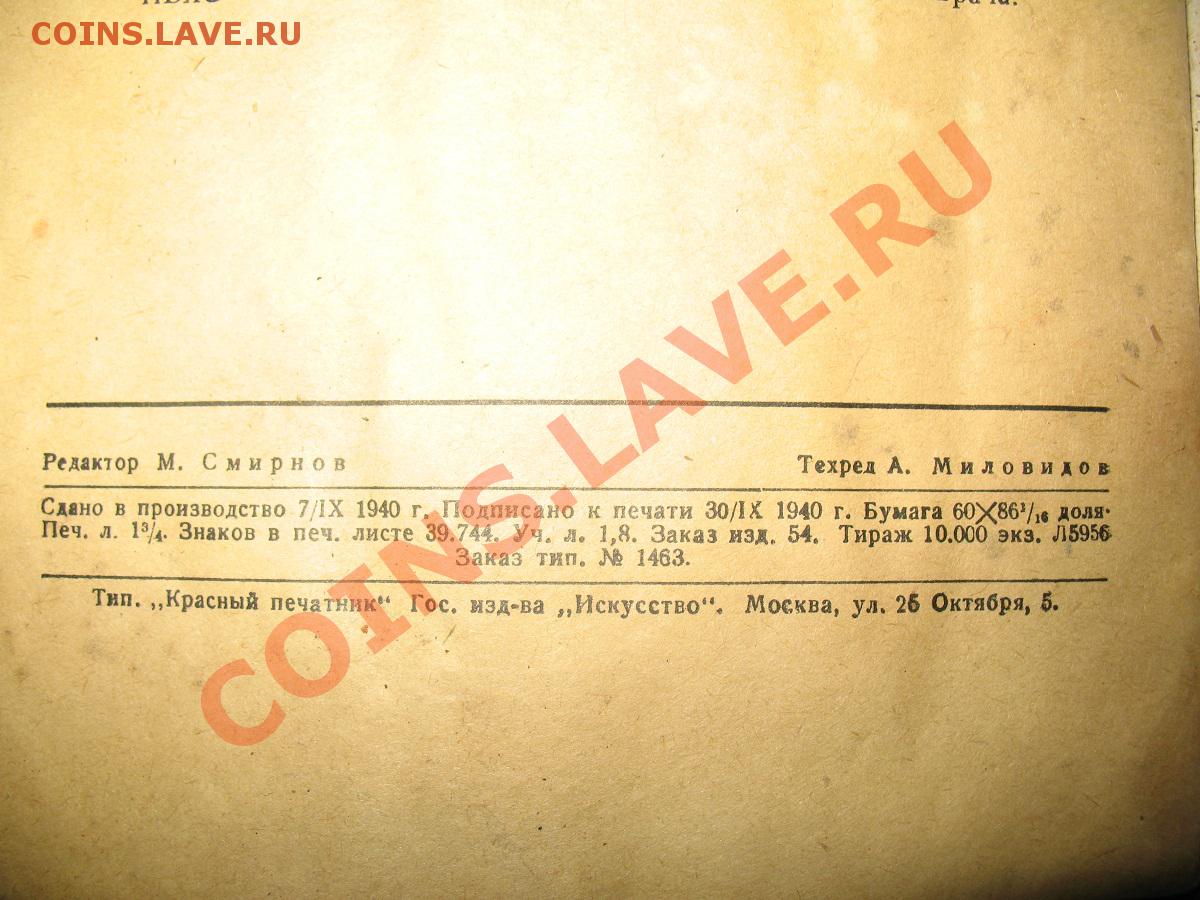 COINS.LAVE.RU
Редактор М. Смирнов Техред А. Миловидов
Сдано в производство 7/IX 1940 г. Подписано к печати 30/IX 1940 г. Бумага 60×86¹/₁₆ доля.
Печ. л. 1³/₄. Знаков в печ. листе 39.744. Уч. л. 1,8. Заказ изд. 54. Тираж 10.000 экз. Л5956
Заказ тип. № 1463.
Тип. „Красный печатник“ Гос. изд-ва „Искусство“. Москва, ул. 25 Октября, 5.
COINS.LAVE.RU